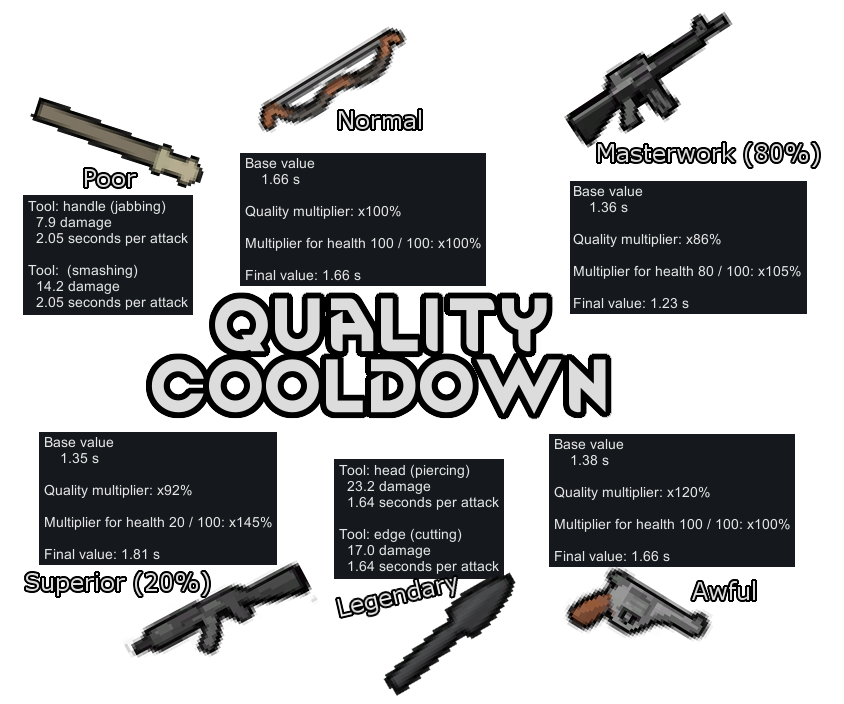 Normal
Masterwork (80%)
Poor
Tool: handle (jabbing)
7.9 damage
2.05 seconds per attack
Tool:  (smashing)
14.2 damage
2.05 seconds per attack
Base value
1.66 s
Quality multiplier: x100%
Multiplier for health 100 / 100: x100%
Final value: 1.66 s
Base value
1.36 s
Quality multiplier: x86%
Multiplier for health 80 / 100: x105%
Final value: 1.23 s
QUALITY
COOLDOWN
Base value
1.35 s
Quality multiplier: x92%
Multiplier for health 20 / 100: x145%
Final value: 1.81 s
Superior (20%)
Tool: head (piercing)
23.2 damage
1.64 seconds per attack
Tool: edge (cutting)
17.0 damage
1.64 seconds per attack
Legendary
Base value
1.38 s
Quality multiplier: x120%
Multiplier for health 100 / 100: x100%
Final value: 1.66 s
Awful